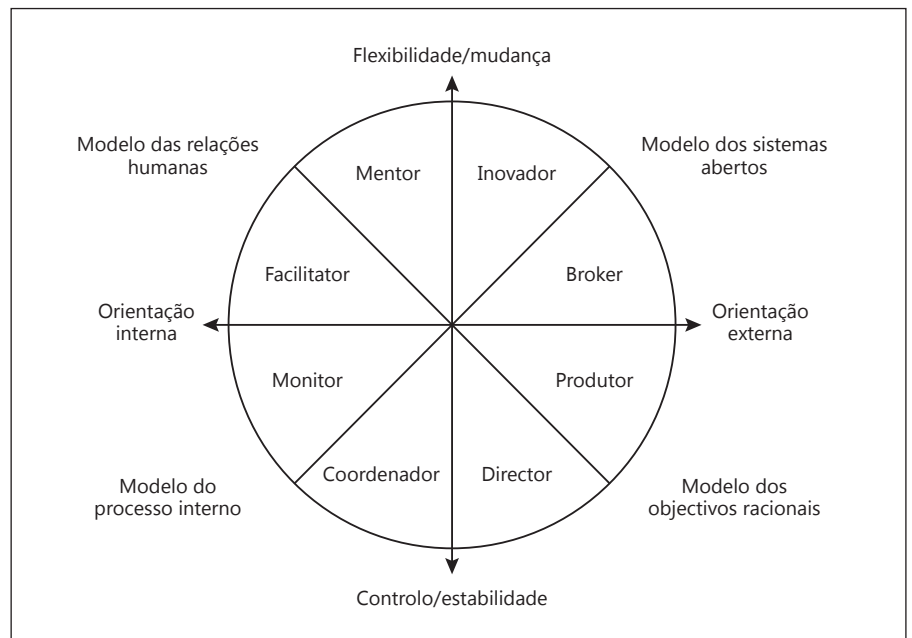 Flexibilidade/mudança
Modelo das relações
humanas
Modelo dos sistemas
abertos
Mentor
Inovador
Facilitator
Broker
Orientação
interna
Orientação
externa
Monitor
Produtor
Coordenador
Director
Modelo do
processo interno
Modelo dos
objectivos racionais
Controlo/estabilidade